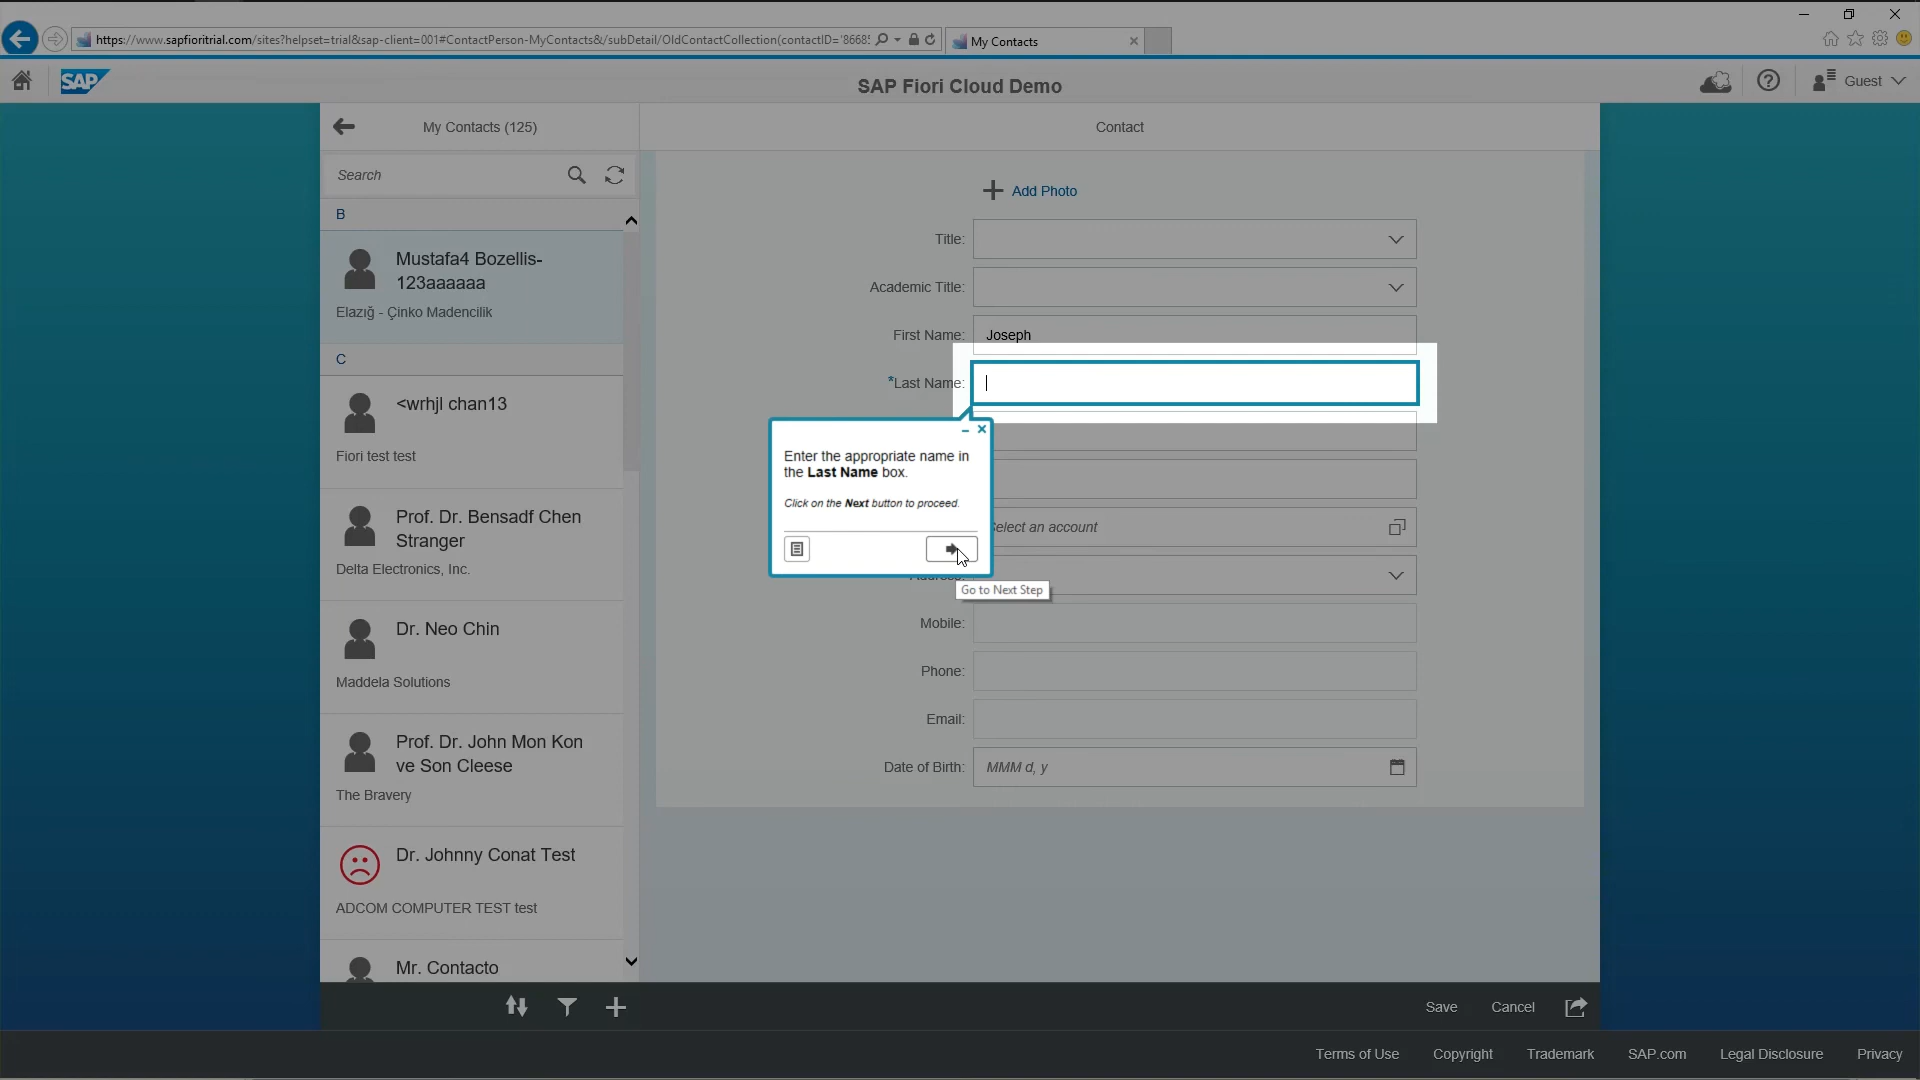 https://www.sapfioritrial.com/sites?helpset=trial&sap-client=001#ContactPerson-MyContacts&/subDetail/OldContactCollection(contactID='8668
My Contacts
SAP
SAP Fiori Cloud Demo
Guest
My Contacts (125)
Contact
Search
B
Mustafa4 Bozellis-
123aaaaaa
Elazığ - Çinko Madencilik
C
<wrhjl chan13
Fiori test test
Prof. Dr. Bensadf Chen
Stranger
Delta Electronics, Inc.
Dr. Neo Chin
Maddela Solutions
Prof. Dr. John Mon Kon
ve Son Cleese
The Bravery
Dr. Johnny Conat Test
ADCOM COMPUTER TEST test
Mr. Contacto
Add Photo
Title:
Academic Title:
First Name:
Joseph
*Last Name:
Enter the appropriate name in
the Last Name box.
Click on the Next button to proceed.
Go to Next Step
elect an account
Address:
Mobile:
Phone:
Email:
Date of Birth:
MMM d, y
Save
Cancel
Terms of Use
Copyright
Trademark
SAP.com
Legal Disclosure
Privacy